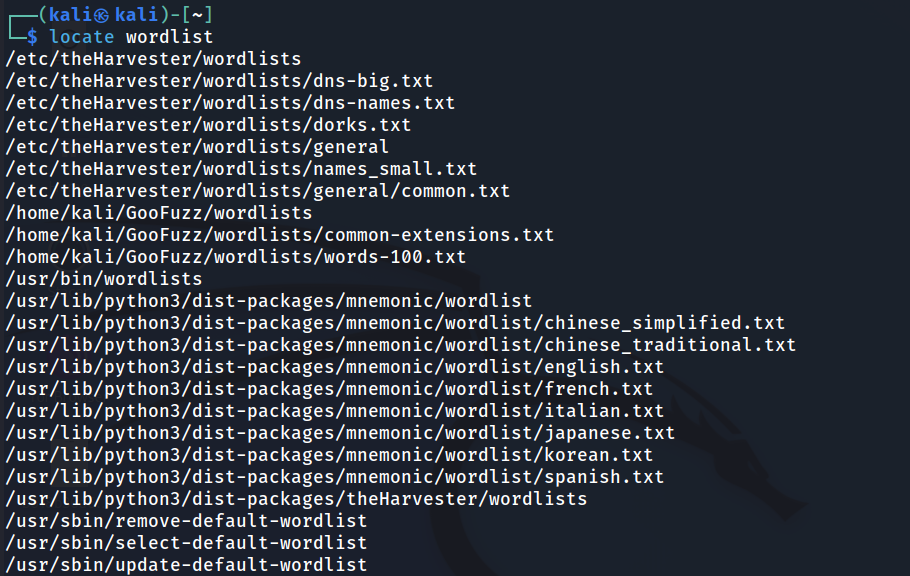 ┌──(kali㉿kali)-[~]
└─$ locate wordlist
/etc/theHarvester/wordlists
/etc/theHarvester/wordlists/dns-big.txt
/etc/theHarvester/wordlists/dns-names.txt
/etc/theHarvester/wordlists/dorks.txt
/etc/theHarvester/wordlists/general
/etc/theHarvester/wordlists/names_small.txt
/etc/theHarvester/wordlists/general/common.txt
/home/kali/GooFuzz/wordlists
/home/kali/GooFuzz/wordlists/common-extensions.txt
/home/kali/GooFuzz/wordlists/words-100.txt
/usr/bin/wordlists
/usr/lib/python3/dist-packages/mnemonic/wordlist
/usr/lib/python3/dist-packages/mnemonic/wordlist/chinese_simplified.txt
/usr/lib/python3/dist-packages/mnemonic/wordlist/chinese_traditional.txt
/usr/lib/python3/dist-packages/mnemonic/wordlist/english.txt
/usr/lib/python3/dist-packages/mnemonic/wordlist/french.txt
/usr/lib/python3/dist-packages/mnemonic/wordlist/italian.txt
/usr/lib/python3/dist-packages/mnemonic/wordlist/japanese.txt
/usr/lib/python3/dist-packages/mnemonic/wordlist/korean.txt
/usr/lib/python3/dist-packages/mnemonic/wordlist/spanish.txt
/usr/lib/python3/dist-packages/theHarvester/wordlists
/usr/sbin/remove-default-wordlist
/usr/sbin/select-default-wordlist
/usr/sbin/update-default-wordlist